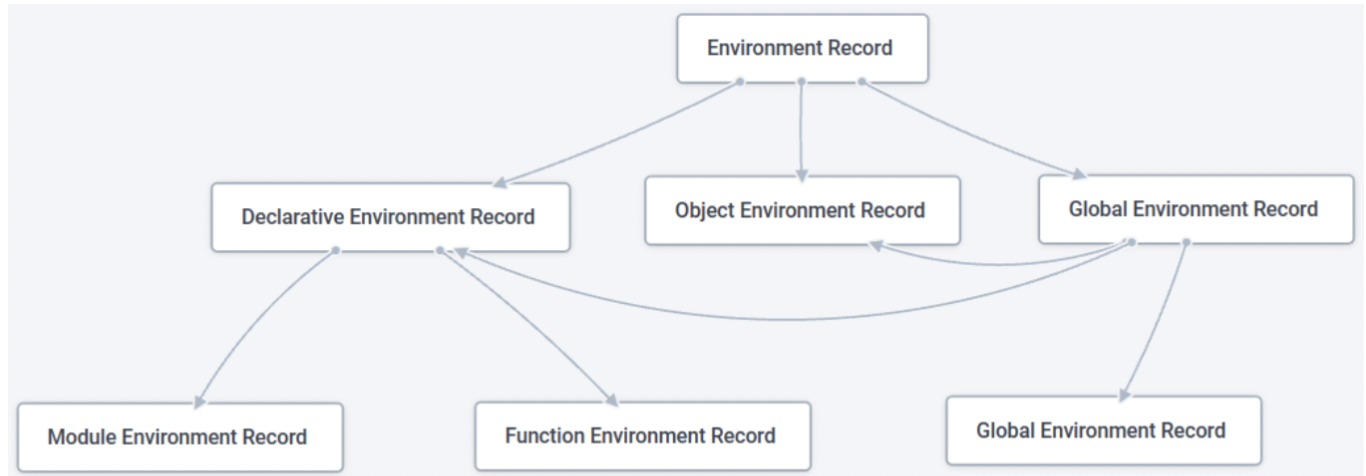 Environment Record
Declarative Environment Record
Object Environment Record
Global Environment Record
Module Environment Record
Function Environment Record
Global Environment Record